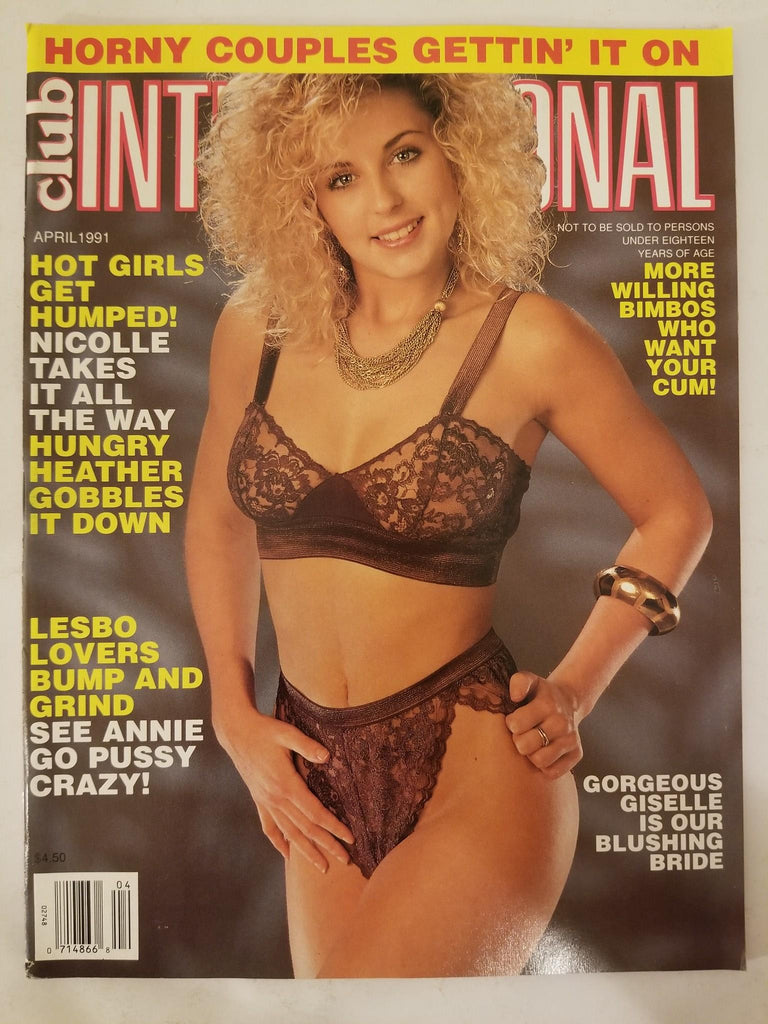 HORNY COUPLES GETTIN' IT ON
club
APRIL 1991
NOT TO BE SOLD TO PERSONS
UNDER EIGHTEEN
YEARS OF AGE
HOT GIRLS
GET
HUMPED!
NICOLLE
TAKES
IT ALL
THE WAY
HUNGRY
HEATHER
GOBBLES
IT DOWN
MORE
WILLING
BIMBOS
WHO
WANT
YOUR
CUM!
LESBO
LOVERS
BUMP AND
GRIND
SEE ANNIE
GO PUSSY
CRAZY!
GORGEOUS
GISELLE
IS OUR
BLUSHING
BRIDE
$4.50
04
02748
0 714866 8